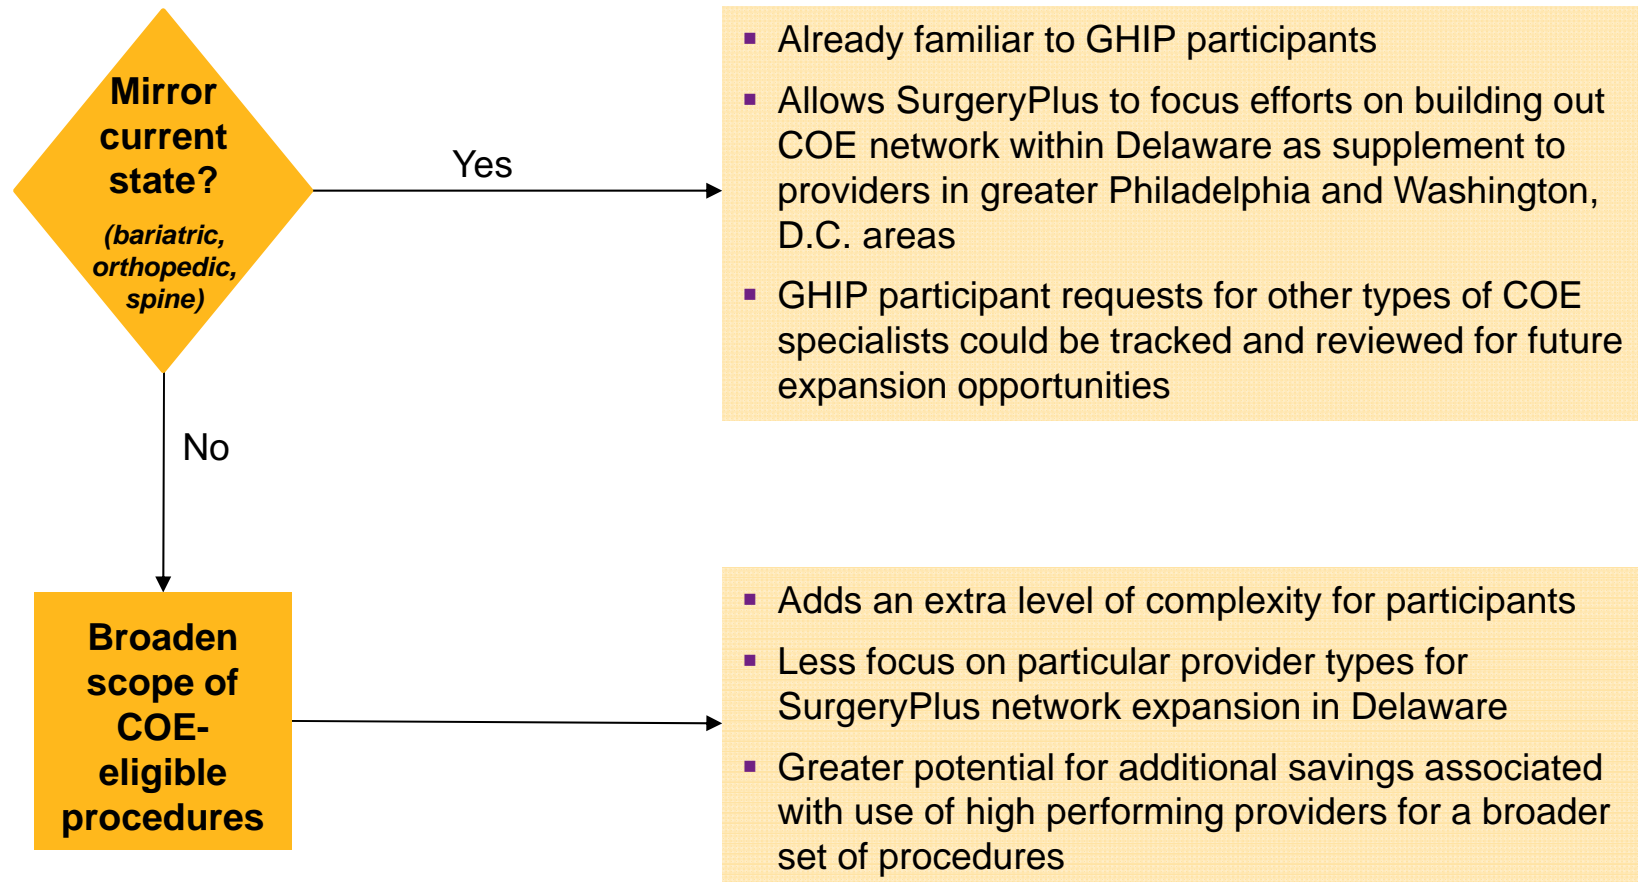 Mirror
current
state?
(bariatric,
orthopedic,
spine)
Yes
▪ Already familiar to GHIP participants
▪ Allows SurgeryPlus to focus efforts on building out
COE network within Delaware as supplement to
providers in greater Philadelphia and Washington,
D.C. areas
▪ GHIP participant requests for other types of COE
specialists could be tracked and reviewed for future
expansion opportunities
No
Broaden
scope of
COE-
eligible
procedures
▪ Adds an extra level of complexity for participants
▪ Less focus on particular provider types for
SurgeryPlus network expansion in Delaware
▪ Greater potential for additional savings associated
with use of high performing providers for a broader
set of procedures